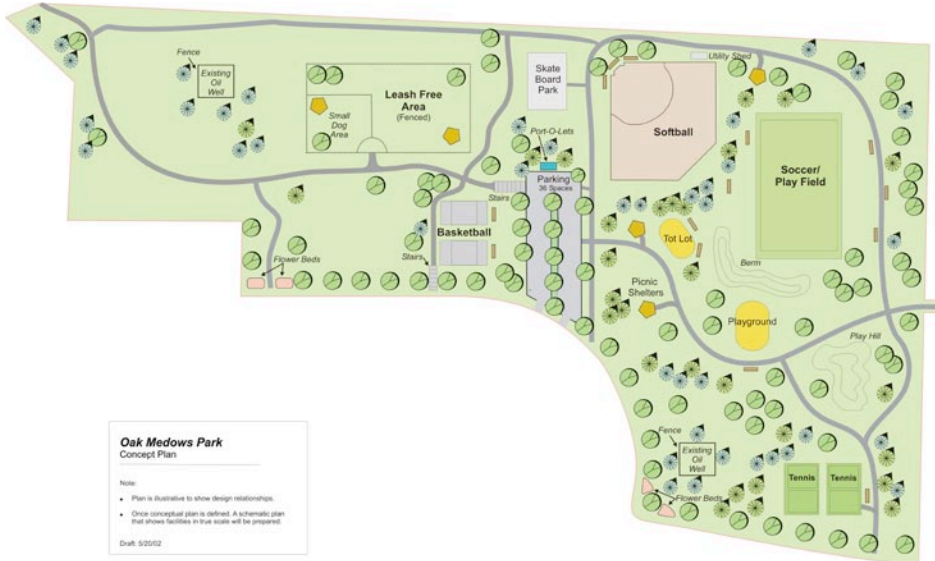 Fence
Existing
Oil
Well
Leash Free
Area
(Fenced)
Small
Dog
Area
Skate
Board
Park
Utility Shed
Port-O-Lets
Softball
Soccer/
Play Field
Parking
36 Spaces
Stairs
Basketball
Stairs
Flower Beds
Tot Lot
Berm
Picnic
Shelters
Playground
Play Hill
Fence
Existing
Oil
Well
Flower Beds
Tennis
Tennis
Oak Medows Park
Concept Plan
Note:
• Plan is illustrative to show design relationships.
• Once conceptual plan is defined. A schematic plan
that shows facilities in true scale will be prepared.
Draft: 5/20/02